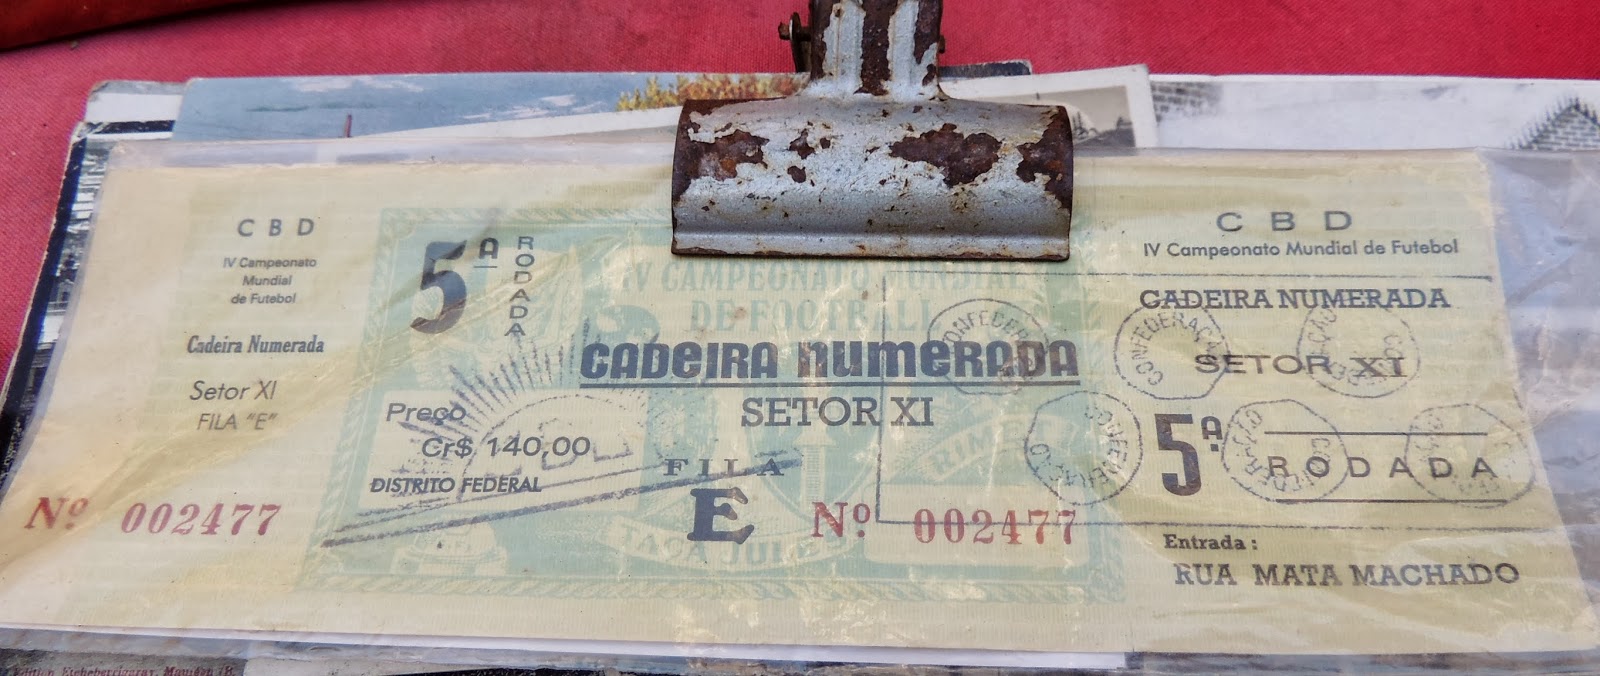 C B D
IV Campeonato
Mundial
de Futebol
Cadeira Numerada
Setor XI
FILA "E"
Nº 002477
5ª RODADA
IV CAMPEONATO MUNDIAL
DE FOOTBALL
CADEIRA NUMERADA
SETOR XI
Preço
Cr$ 140,00
DISTRITO FEDERAL
FILA
E
Nº 002477
TAÇA JULES
C B D
IV Campeonato Mundial de Futebol
CADEIRA NUMERADA
SETOR XI
5ª RODADA
Entrada :
RUA MATA MACHADO